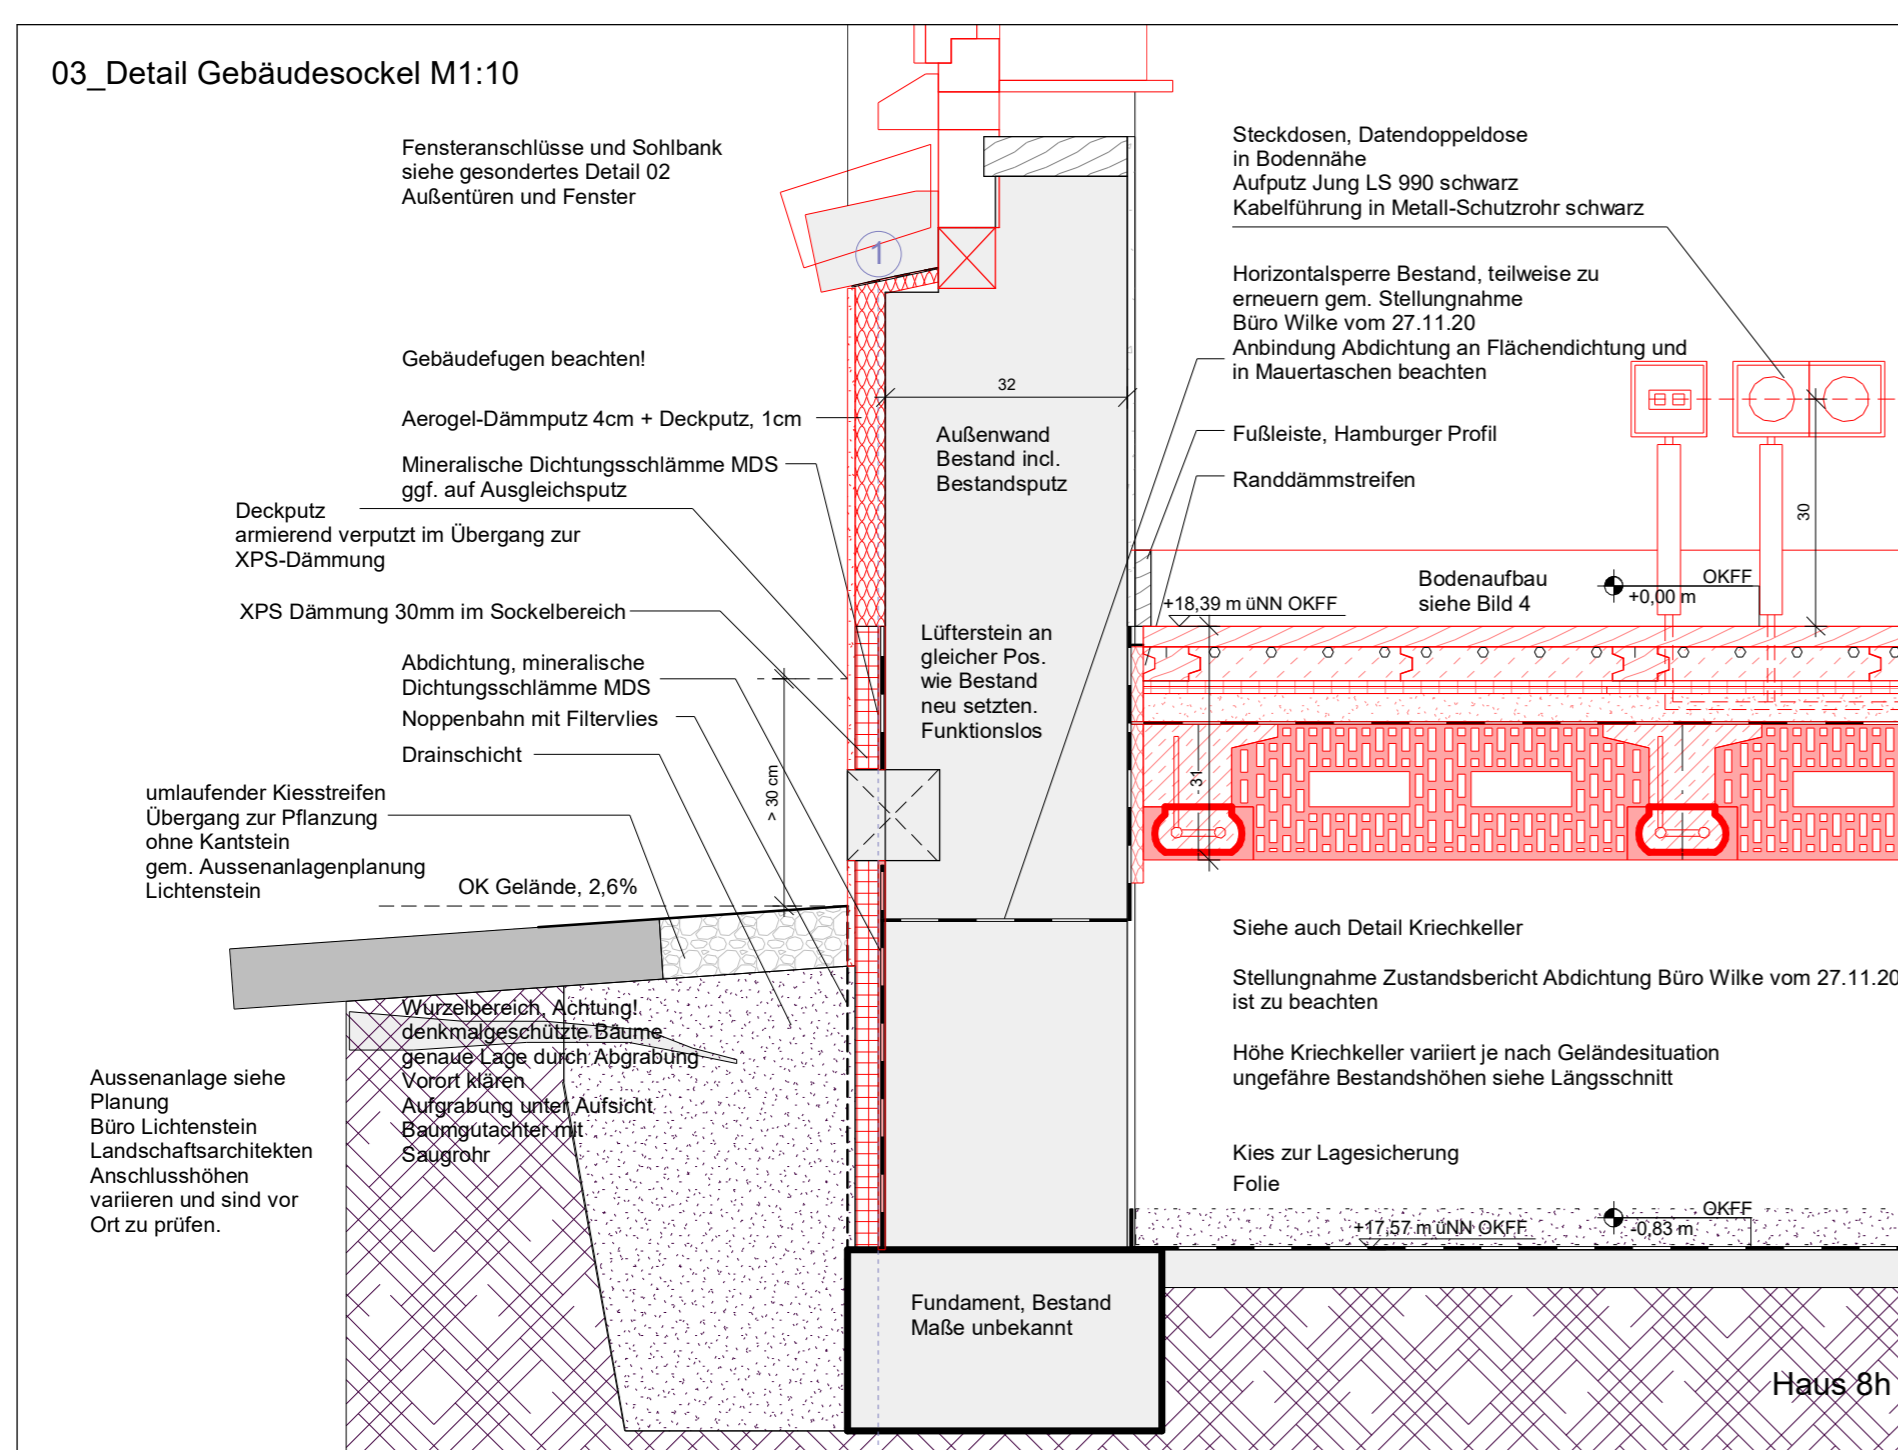 03_Detail Gebäudesockel M1:10
Fensteranschlüsse und Sohlbank
siehe gesondertes Detail 02
Außentüren und Fenster
1
Gebäudefugen beachten!
Aerogel-Dämmputz 4cm + Deckputz, 1cm
Mineralische Dichtungsschlämme MDS
ggf. auf Ausgleichsputz
Deckputz
armierend verputzt im Übergang zur
XPS-Dämmung
XPS Dämmung 30mm im Sockelbereich
Abdichtung, mineralische
Dichtungsschlämme MDS
Noppenbahn mit Filtervlies
Drainschicht
umlaufender Kiesstreifen
Übergang zur Pflanzung
ohne Kantstein
gem. Aussenanlagenplanung
Lichtenstein
OK Gelände, 2,6%
> 30 cm
Wurzelbereich, Achtung!
denkmalgeschützte Bäume
genaue Lage durch Abgrabung
Vorort klären
Aufgrabung unter Aufsicht
Baumgutachter mit
Saugrohr
Aussenanlage siehe
Planung
Büro Lichtenstein
Landschaftsarchitekten
Anschlusshöhen
variieren und sind vor
Ort zu prüfen.
32
Außenwand
Bestand incl.
Bestandsputz
Lüfterstein an
gleicher Pos.
wie Bestand
neu setzten.
Funktionslos
Fundament, Bestand
Maße unbekannt
Steckdosen, Datendoppeldose
in Bodennähe
Aufputz Jung LS 990 schwarz
Kabelführung in Metall-Schutzrohr schwarz
Horizontalsperre Bestand, teilweise zu
erneuern gem. Stellungnahme
Büro Wilke vom 27.11.20
Anbindung Abdichtung an Flächendichtung und
in Mauertaschen beachten
Fußleiste, Hamburger Profil
Randdämmstreifen
30
Bodenaufbau
siehe Bild 4
OKFF
+0,00 m
+18,39 m üNN OKFF
31
Siehe auch Detail Kriechkeller
Stellungnahme Zustandsbericht Abdichtung Büro Wilke vom 27.11.20
ist zu beachten
Höhe Kriechkeller variiert je nach Geländesituation
ungefähre Bestandshöhen siehe Längsschnitt
Kies zur Lagesicherung
Folie
OKFF
-0,83 m
+17,57 m üNN OKFF
Haus 8h